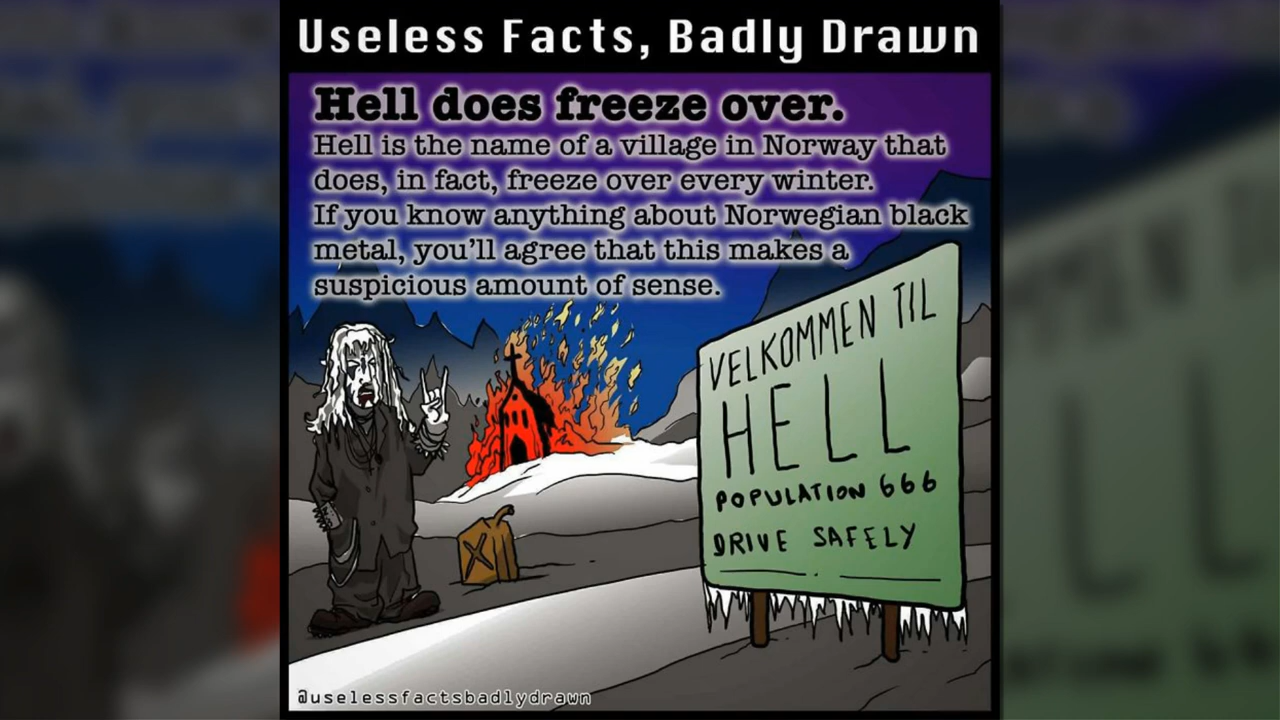 Useless Facts, Badly Drawn
Hell does freeze over.
Hell is the name of a village in Norway that
does, in fact, freeze over every winter.
If you know anything about Norwegian black
metal, you'll agree that this makes a
suspicious amount of sense.
VELKOMMEN TIL
HELL
POPULATION 666
DRIVE SAFELY
@uselessfactsbadlydrawn